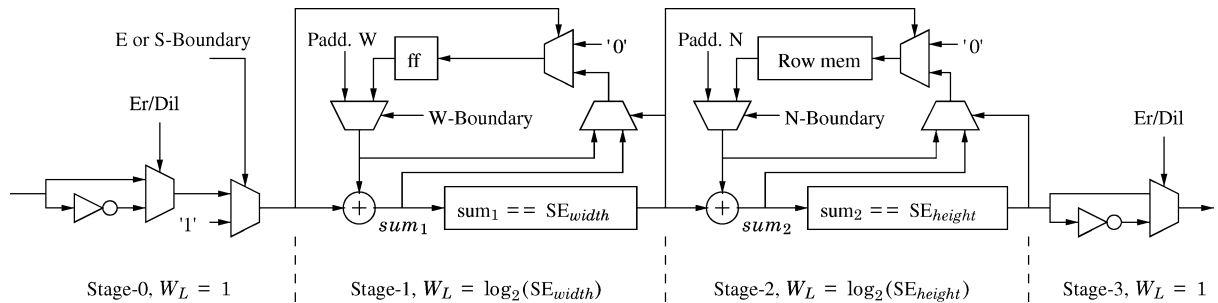 E or S-Boundary
Padd. W
ff
'0'
Padd. N
Row mem
'0'
Er/Dil
W-Boundary
N-Boundary
Er/Dil
'1'
sum₁
sum₁ == SE_width
sum₂
sum₂ == SE_height
Stage-0, W_L = 1
Stage-1, W_L = log₂(SE_width)
Stage-2, W_L = log₂(SE_height)
Stage-3, W_L = 1